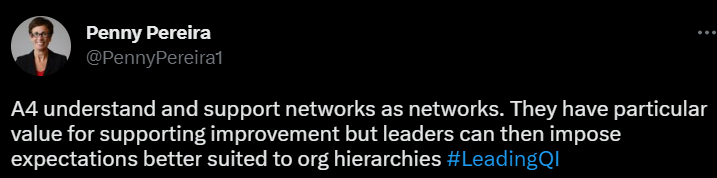 Penny Pereira
@PennyPereira1
A4 understand and support networks as networks. They have particular
value for supporting improvement but leaders can then impose
expectations better suited to org hierarchies #LeadingQI